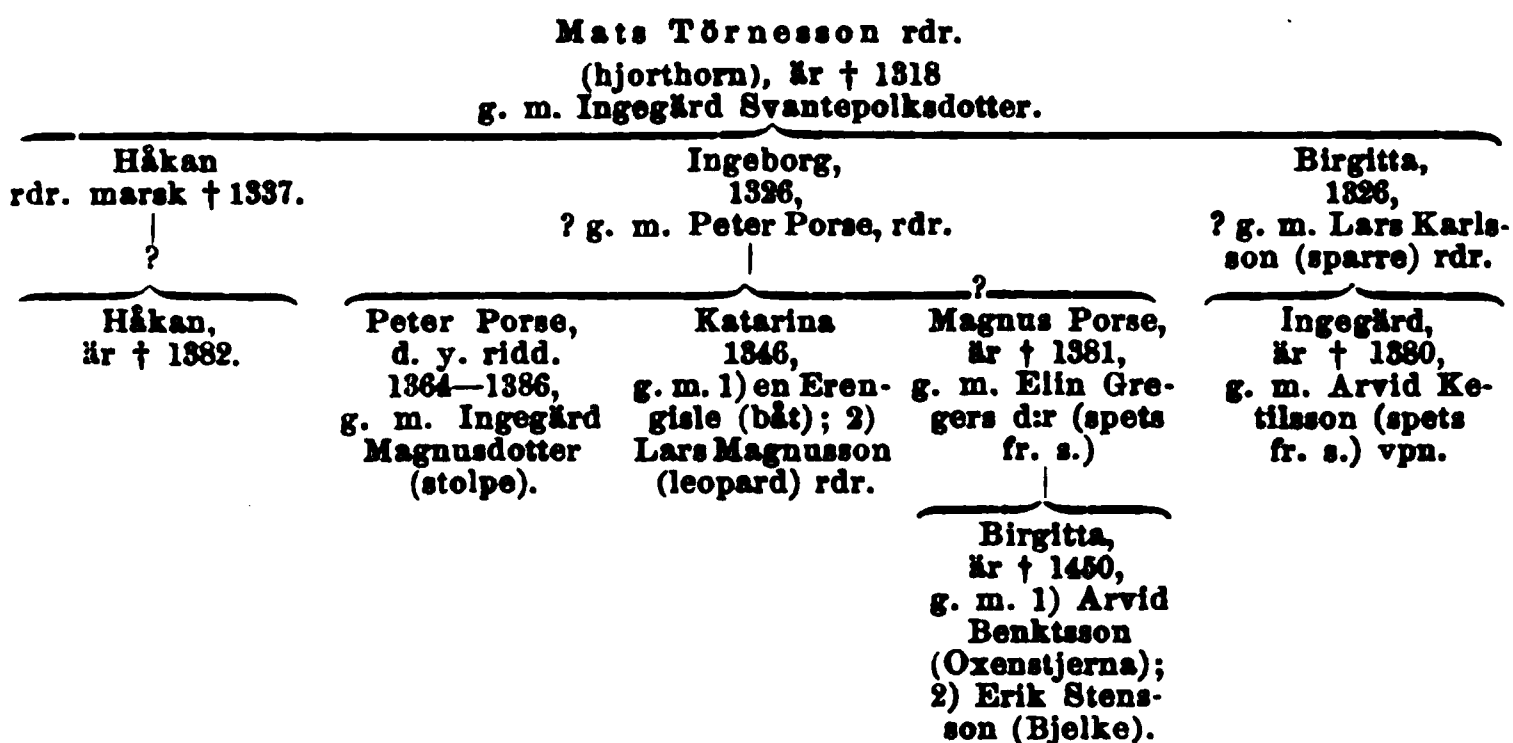 Mats Törnesson rdr.
(hjorthorn), är † 1318
g. m. Ingegärd Svantepolksdotter.
Håkan
rdr. marsk † 1337.
?
Håkan,
är † 1382.
Ingeborg,
1326,
? g. m. Peter Porse, rdr.
?
Peter Porse,
d. y. ridd.
1364—1386,
g. m. Ingegärd
Magnusdotter
(stolpe).
Katarina
1346,
g. m. 1) en Eren-
gisle (båt); 2)
Lars Magnusson
(leopard) rdr.
Magnus Porse,
är † 1381,
g. m. Elin Gre-
gers d:r (spets
fr. s.)
Birgitta,
är † 1450,
g. m. 1) Arvid
Benktsson
(Oxenstjerna);
2) Erik Stens-
son (Bjelke).
Birgitta,
1326,
? g. m. Lars Karls-
son (sparre) rdr.
Ingegärd,
är † 1380,
g. m. Arvid Ke-
tilsson (spets
fr. s.) vpn.